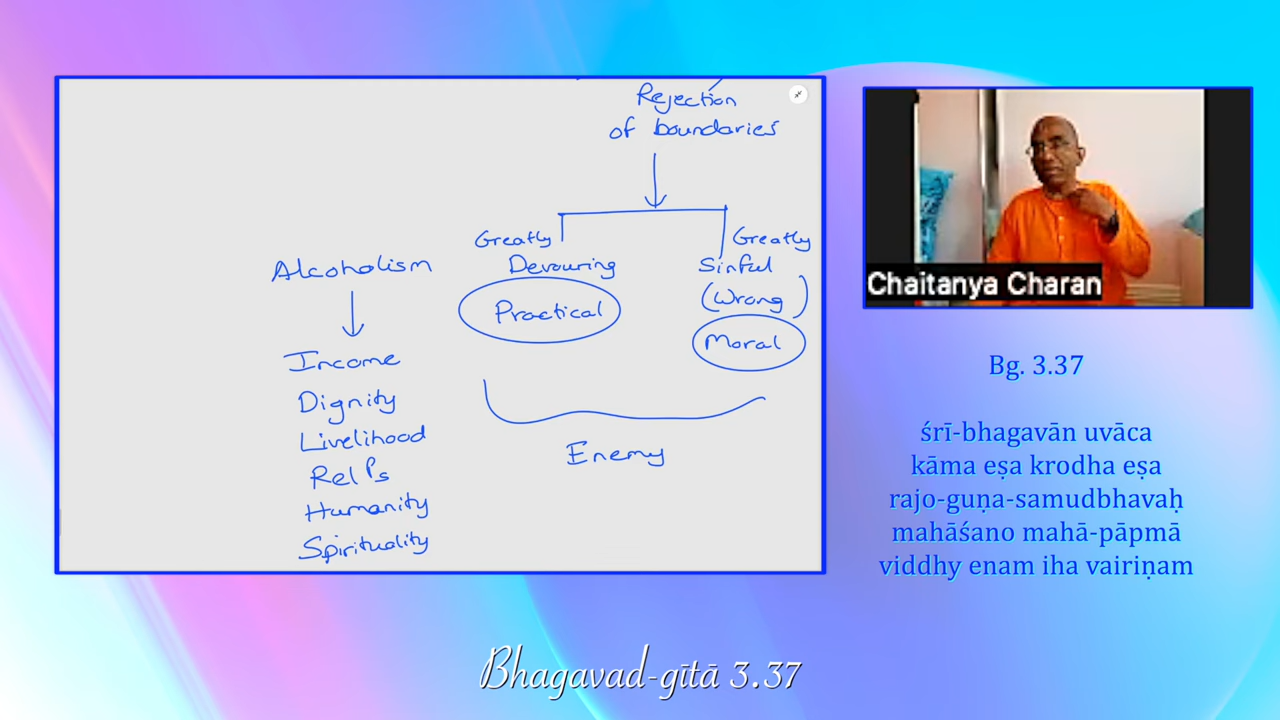 Rejection
of boundaries
Greatly
Devouring
Practical
Greatly
Sinful
(Wrong)
Moral
Enemy
Alcoholism
Income
Dignity
Livelihood
Rel Ps
Humanity
Spirituality
Chaitanya Charan
Bg. 3.37
śrī-bhagavān uvāca
kāma eṣa krodha eṣa
rajo-guṇa-samudbhavaḥ
mahāśano mahā-pāpmā
viddhy enam iha vairiṇam
Bhagavad-gītā 3.37